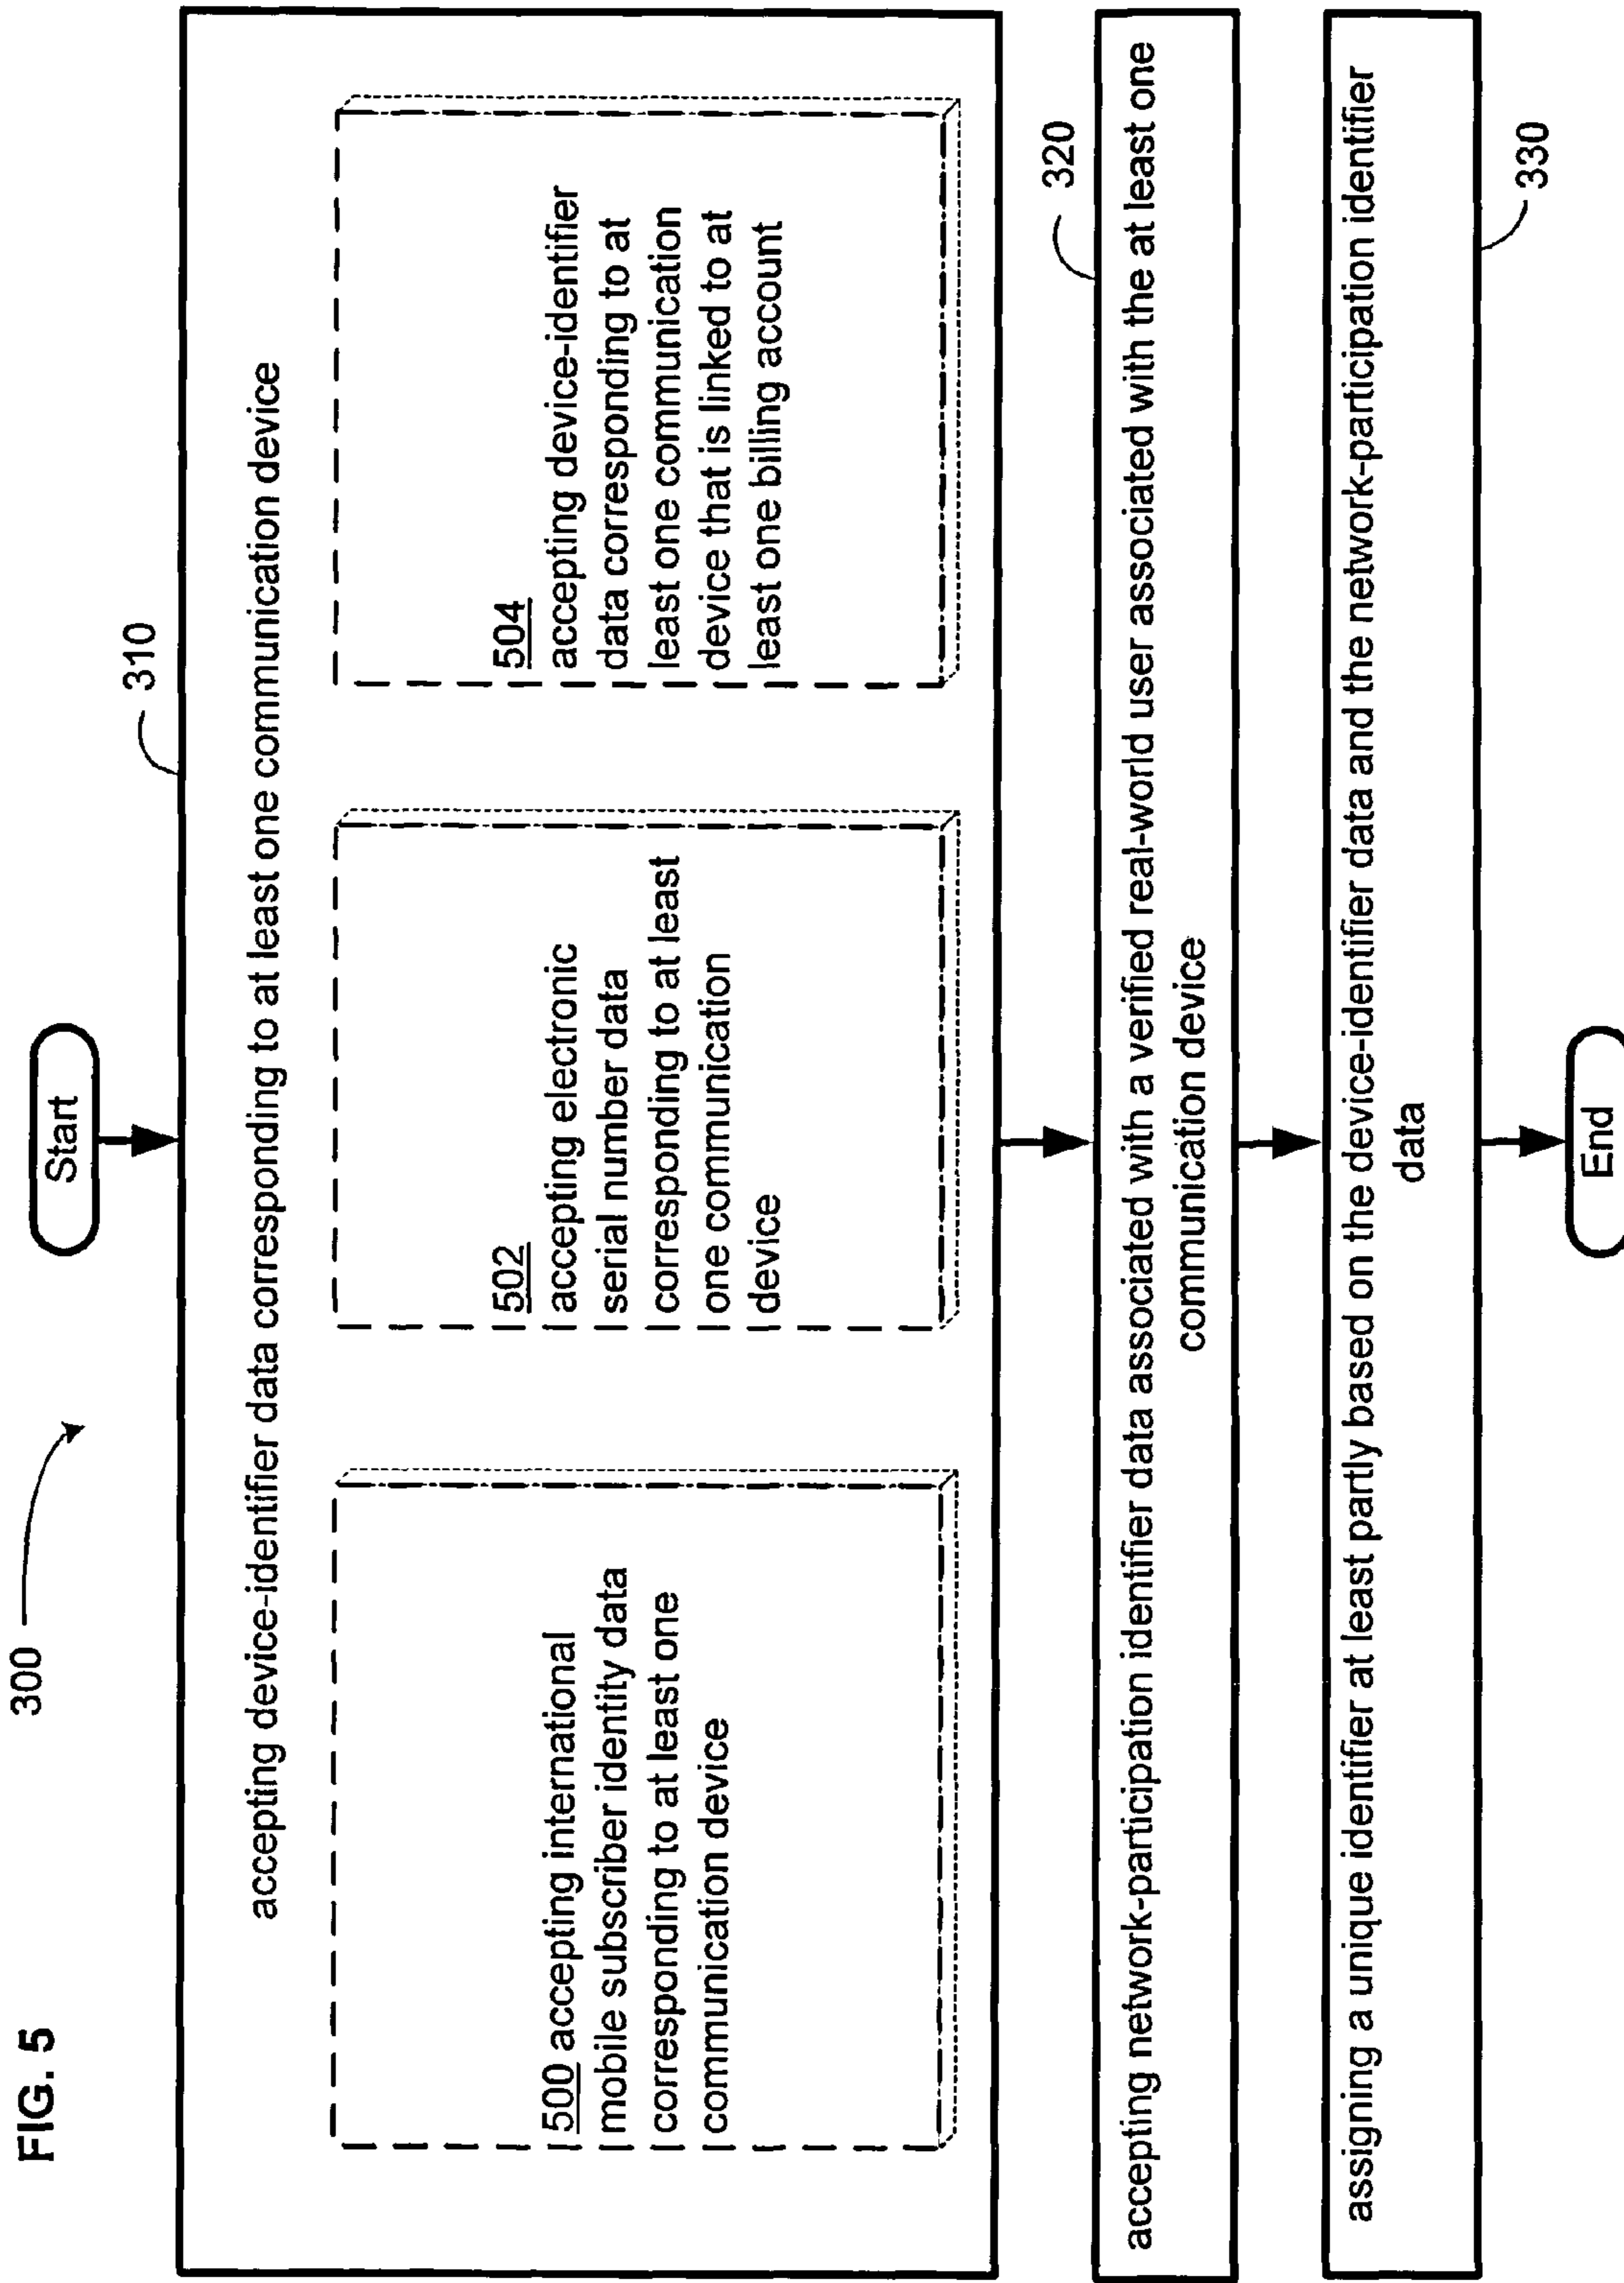 FIG. 5
300
Start
310
accepting device-identifier data corresponding to at least one communication device
500 accepting international
mobile subscriber identity data
corresponding to at least one
communication device
502
accepting electronic
serial number data
corresponding to at least
one communication
device
504
accepting device-identifier
data corresponding to at
least one communication
device that is linked to at
least one billing account
320
accepting network-participation identifier data associated with a verified real-world user associated with the at least one
communication device
assigning a unique identifier at least partly based on the device-identifier data and the network-participation identifier
data
330
End